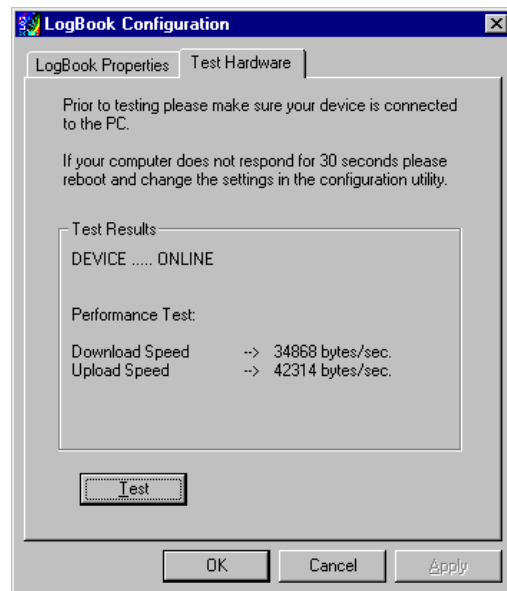 LogBook Configuration
LogBook Properties Test Hardware
Prior to testing please make sure your device is connected
to the PC.
If your computer does not respond for 30 seconds please
reboot and change the settings in the configuration utility.
Test Results
DEVICE ..... ONLINE
Performance Test:
Download Speed --> 34868 bytes/sec.
Upload Speed --> 42314 bytes/sec.
Test
OK Cancel Apply